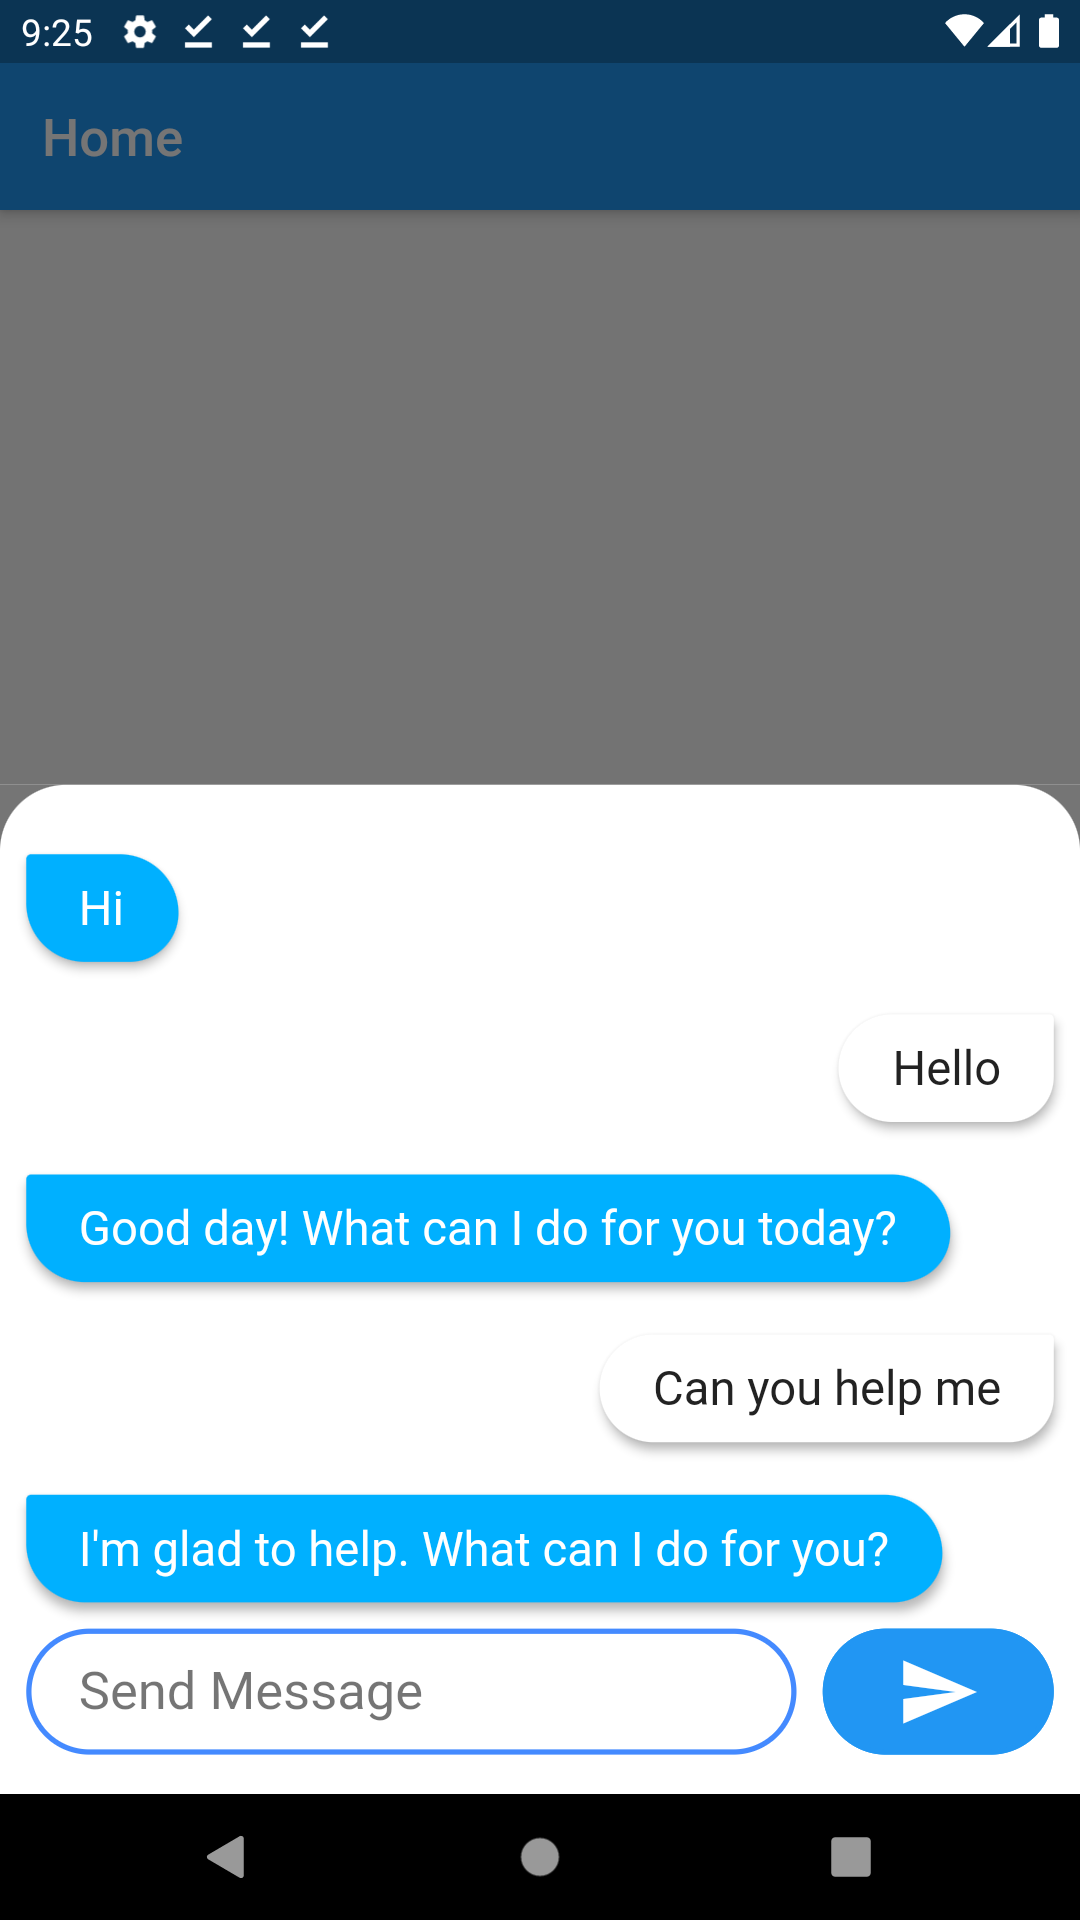 9:25
Home
Hi
Hello
Good day! What can I do for you today?
Can you help me
I'm glad to help. What can I do for you?
Send Message